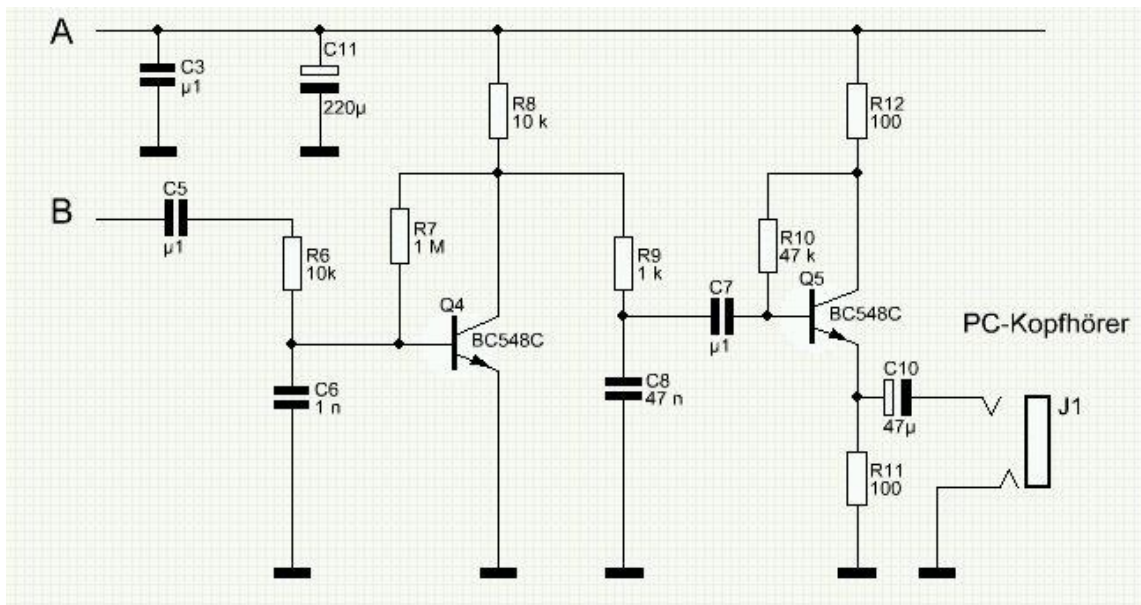 A
C3
µ1
C11
220µ
R8
10 k
R12
100
B
C5
µ1
R6
10k
R7
1 M
Q4
BC548C
C6
1 n
R9
1 k
C7
µ1
C8
47 n
R10
47 k
Q5
BC548C
PC-Kopfhörer
C10
47µ
J1
R11
100